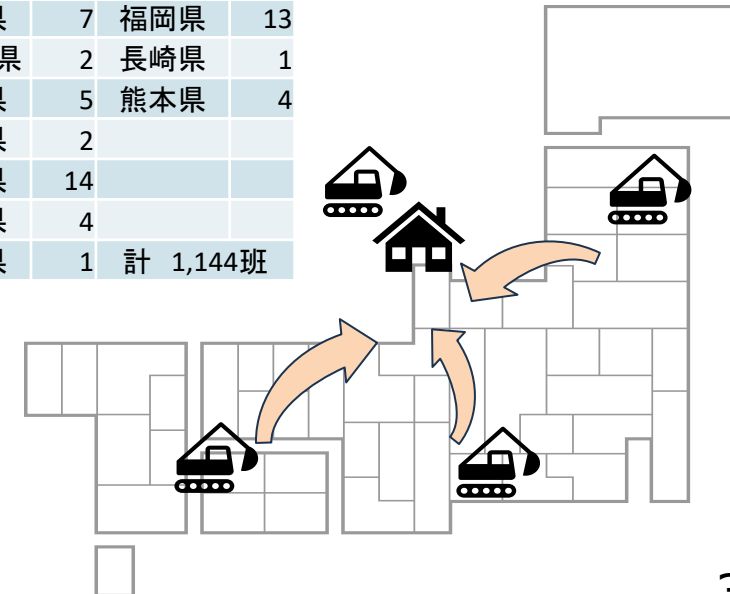 県 7 福岡県 13
県 2 長崎県 1
県 5 熊本県 4
県 2
県 14
県 4
県 1 計 1,144班